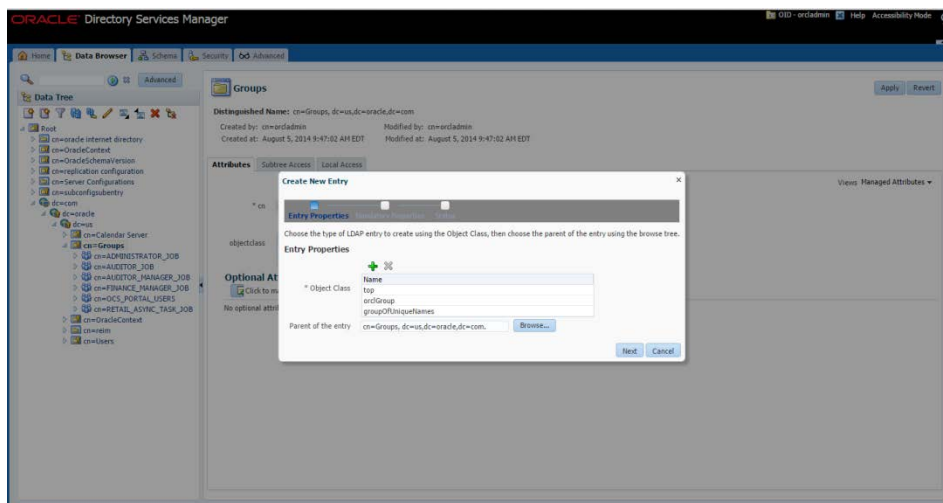 ORACLE Directory Services Manager
OID - orcladmin Help Accessibility Mode
Home Data Browser Schema Security Advanced
Advanced
Data Tree
Root
cn=oracle internet directory
cn=OracleContext
cn=OracleSchemaVersion
cn=replication configuration
cn=Server Configurations
cn=subconfigsubentry
dc=com
dc=oracle
dc=us
cn=Calendar Server
cn=Groups
cn=ADMINISTRATOR_JOB
cn=AUDITOR_JOB
cn=AUDITOR_MANAGER_JOB
cn=FINANCE_MANAGER_JOB
cn=OCS_PORTAL_USERS
cn=RETAIL_ASYNC_TASK_JOB
cn=OracleContext
cn=reim
cn=Users
Groups
Apply Revert
Distinguished Name: cn=Groups, dc=us,dc=oracle,dc=com
Created by: cn=orcladmin Modified by: cn=orcladmin
Created at: August 5, 2014 9:47:02 AM EDT Modified at: August 5, 2014 9:47:02 AM EDT
Attributes Subtree Access Local Access
Views Managed Attributes
* cn
objectclass
Optional At
Click to m
No optional attri
Create New Entry
Entry Properties Mandatory Properties Status
Choose the type of LDAP entry to create using the Object Class, then choose the parent of the entry using the browse tree.
Entry Properties
* Object Class
Name
top
orclGroup
groupOfUniqueNames
Parent of the entry cn=Groups, dc=us,dc=oracle,dc=com. Browse...
Next Cancel